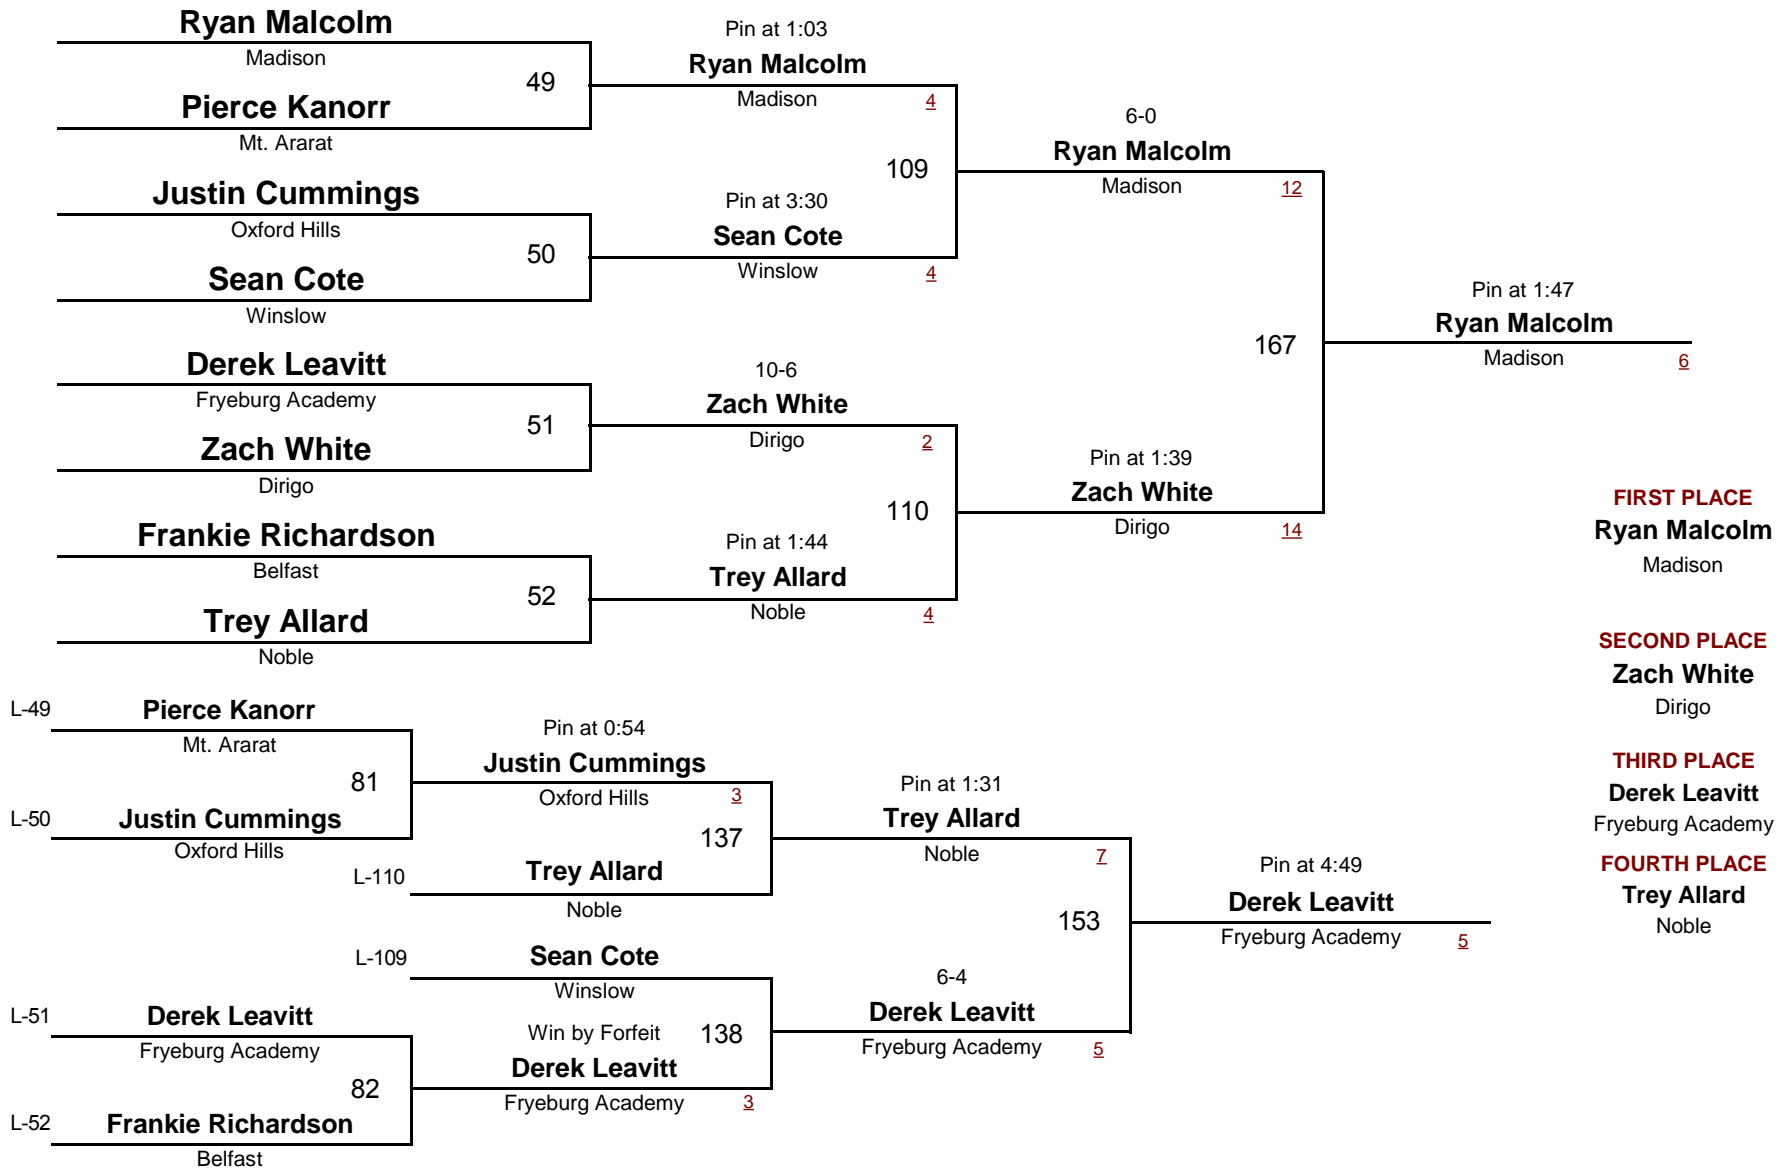 Ryan Malcolm
Madison
49
Pierce Kanorr
Mt. Ararat
Justin Cummings
Oxford Hills
50
Sean Cote
Winslow
Derek Leavitt
Fryeburg Academy
51
Zach White
Dirigo
Frankie Richardson
Belfast
52
Trey Allard
Noble
Pin at 1:03
Ryan Malcolm
Madison
4
109
Pin at 3:30
Sean Cote
Winslow
4
10-6
Zach White
Dirigo
2
110
Pin at 1:44
Trey Allard
Noble
4
6-0
Ryan Malcolm
Madison
12
167
Pin at 1:39
Zach White
Dirigo
14
Pin at 1:47
Ryan Malcolm
Madison
6
FIRST PLACE
Ryan Malcolm
Madison
SECOND PLACE
Zach White
Dirigo
THIRD PLACE
Derek Leavitt
Fryeburg Academy
FOURTH PLACE
Trey Allard
Noble
L-49
Pierce Kanorr
Mt. Ararat
81
L-50
Justin Cummings
Oxford Hills
Pin at 0:54
Justin Cummings
Oxford Hills
3
137
L-110
Trey Allard
Noble
L-109
Sean Cote
Winslow
138
Win by Forfeit
Derek Leavitt
Fryeburg Academy
3
L-51
Derek Leavitt
Fryeburg Academy
82
L-52
Frankie Richardson
Belfast
Pin at 1:31
Trey Allard
Noble
7
153
6-4
Derek Leavitt
Fryeburg Academy
5
Pin at 4:49
Derek Leavitt
Fryeburg Academy
5